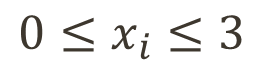 0 ≤ xᵢ ≤ 3